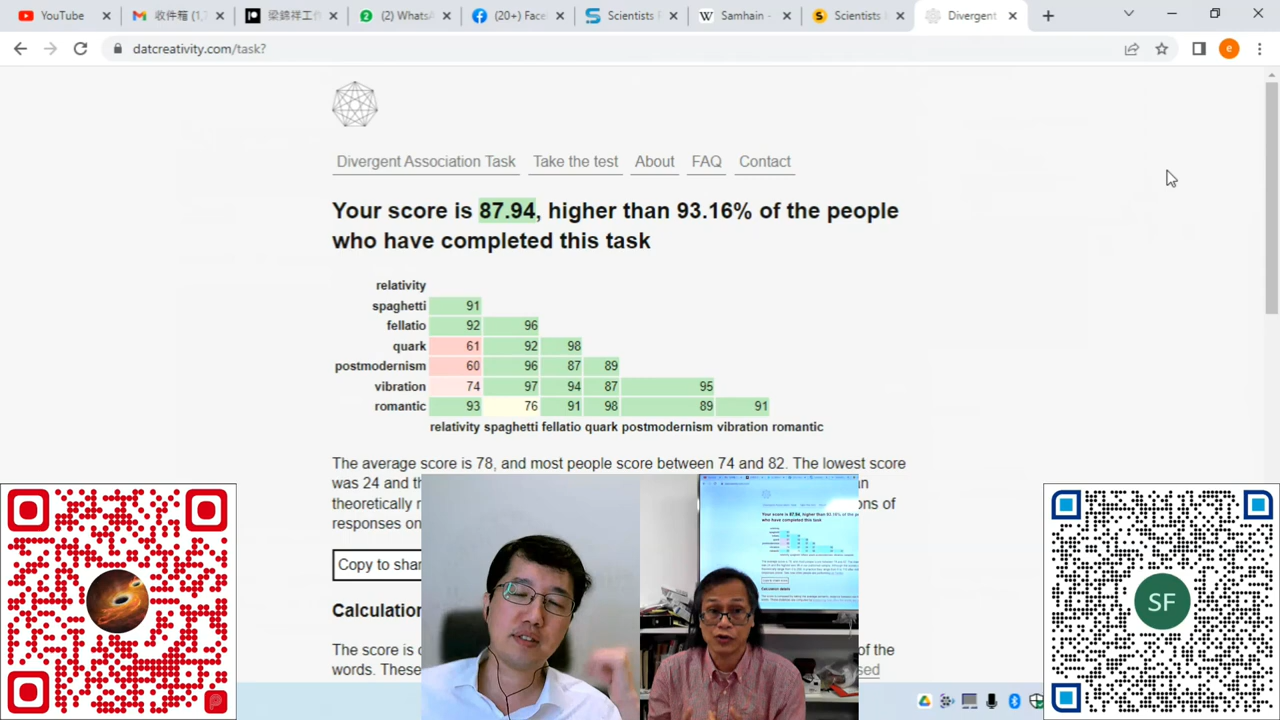 YouTube
收件箱 (1,7
梁錦祥工作
(2) WhatsA
(20+) Face
Scientists F
Samhain -
Scientists
Divergent
datcreativity.com/task?
Divergent Association Task Take the test About FAQ Contact
Your score is 87.94, higher than 93.16% of the people
who have completed this task
relativity
spaghetti 91
fellatio 92 96
quark 61 92 98
postmodernism 60 96 87 89
vibration 74 97 94 87 95
romantic 93 76 91 98 89 91
relativity spaghetti fellatio quark postmodernism vibration romantic
The average score is 78, and most people score between 74 and 82. The lowest score
was 24 and th
theoretically
responses on
Copy to shar
Calculation
The score is of the
words. These
SF